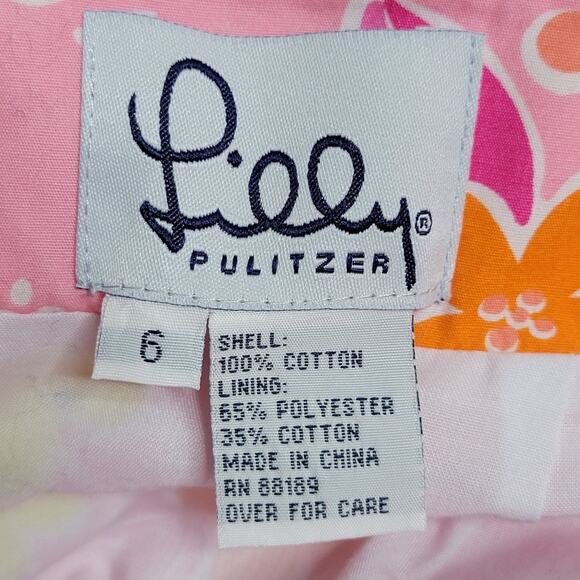 Lilly®
PULITZER
6
SHELL:
100% COTTON
LINING:
65% POLYESTER
35% COTTON
MADE IN CHINA
RN 88189
OVER FOR CARE